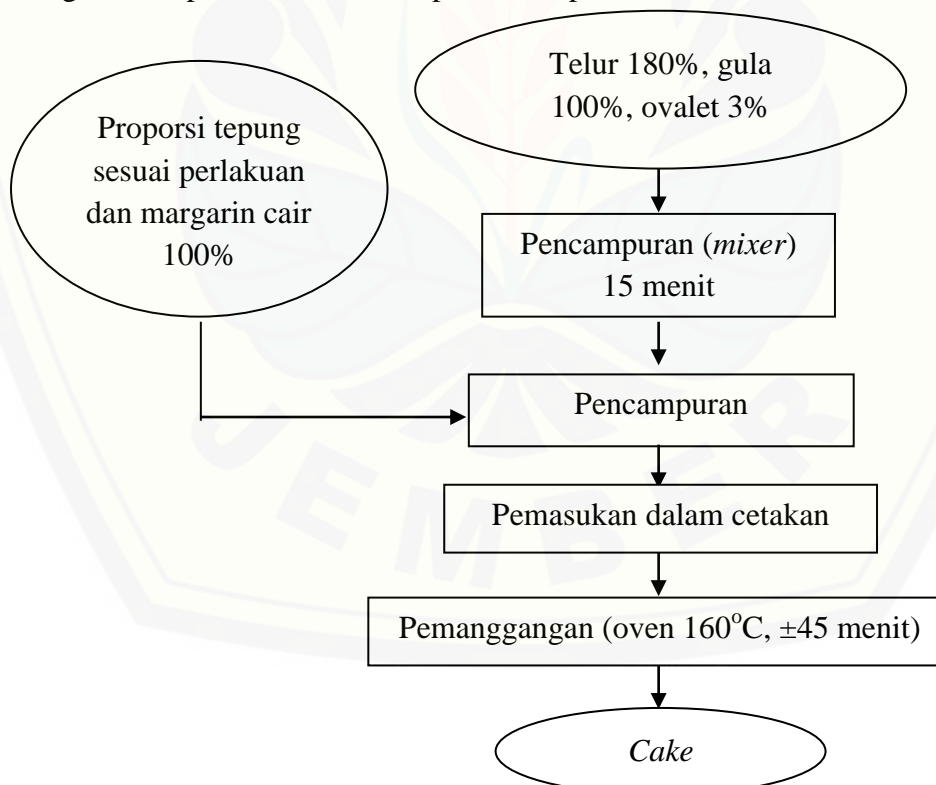 Telur 180%, gula
100%, ovalet 3%
Proporsi tepung
sesuai perlakuan
dan margarin cair
100%
Pencampuran (mixer)
15 menit
Pencampuran
Pemasukan dalam cetakan
Pemanggangan (oven 160°C, ±45 menit)
Cake
JEMBER